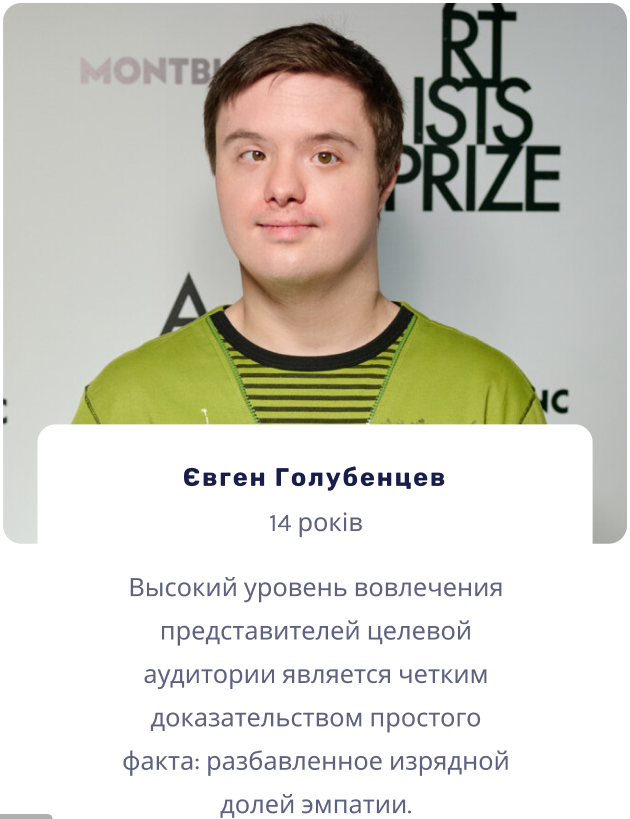 MONTBL
RT
ISTS
PRIZE
A
C
NC
Євген Голубенцев
14 років
Высокий уровень вовлечения
представителей целевой
аудитории является четким
доказательством простого
факта: разбавленное изрядной
долей эмпатии.